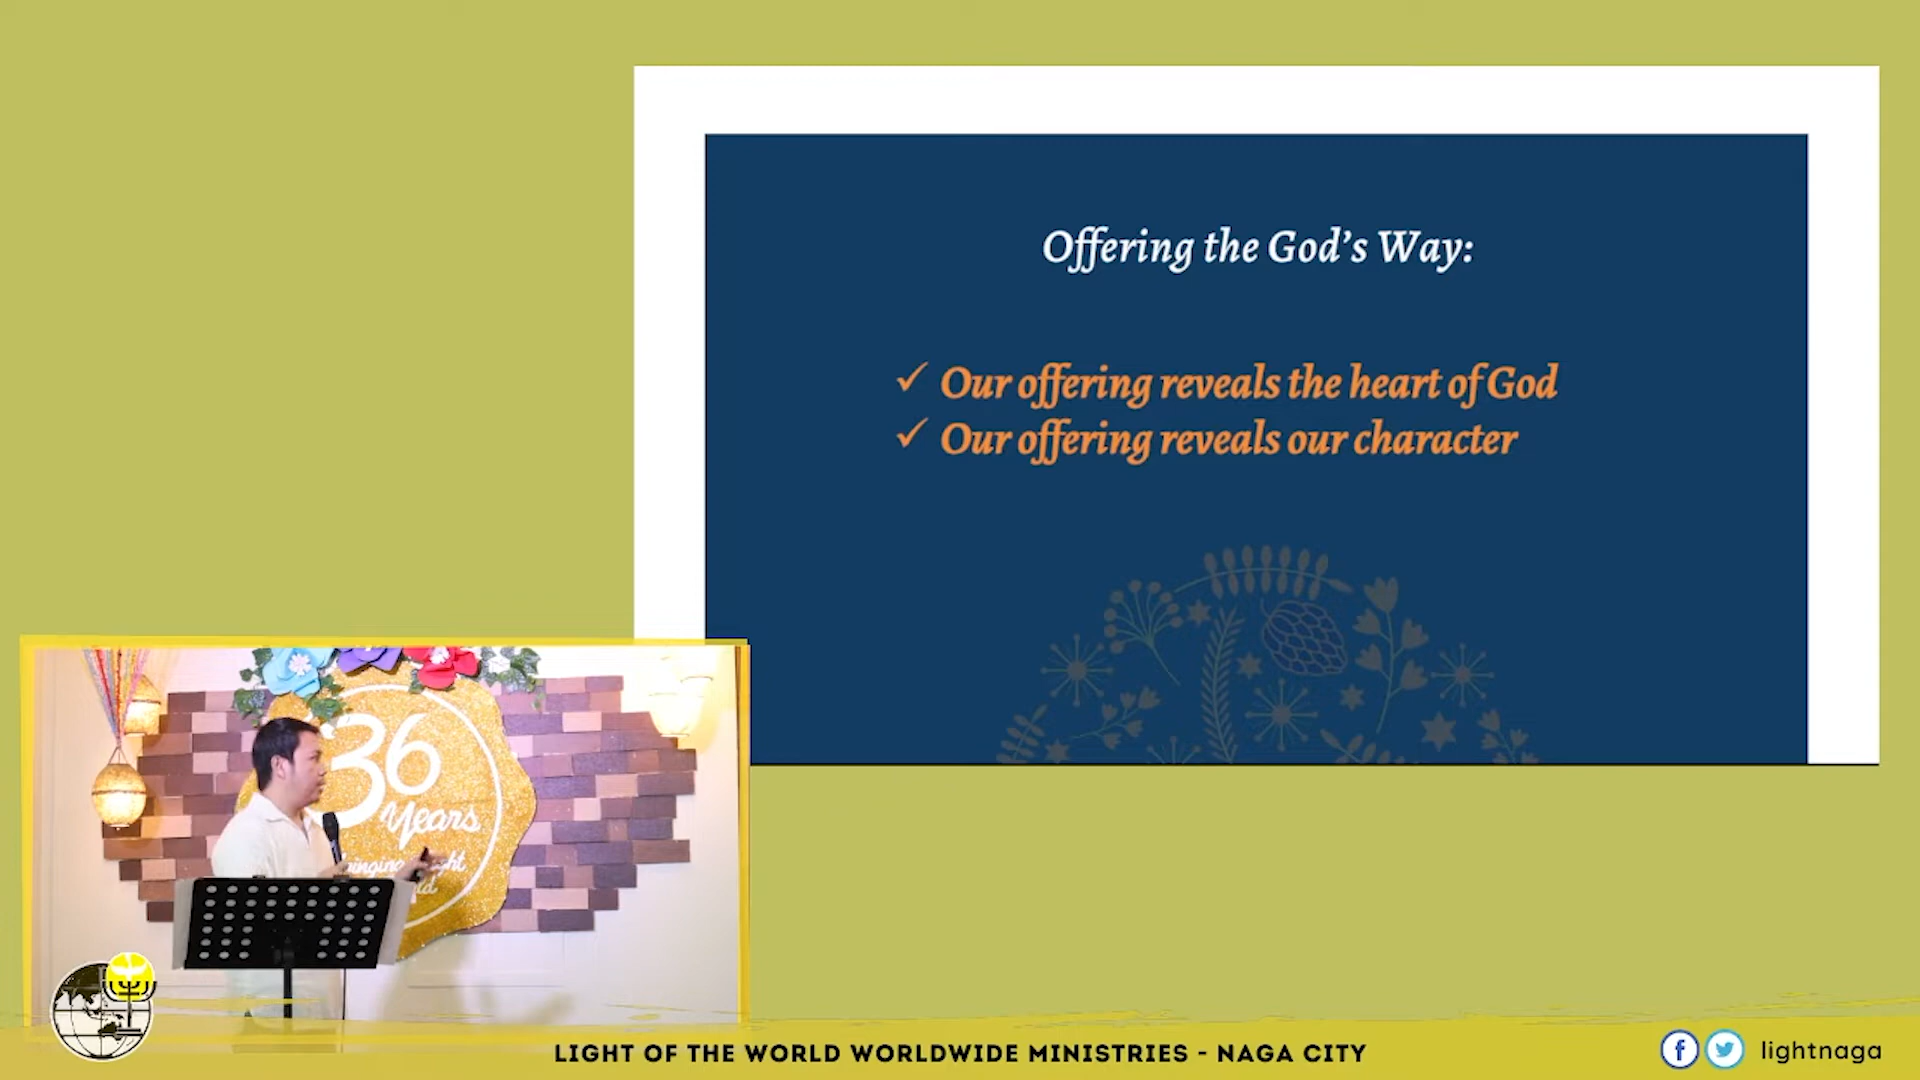 Offering the God's Way:
✓ Our offering reveals the heart of God
✓ Our offering reveals our character
36
Years
LIGHT OF THE WORLD WORLDWIDE MINISTRIES - NAGA CITY
lightnaga